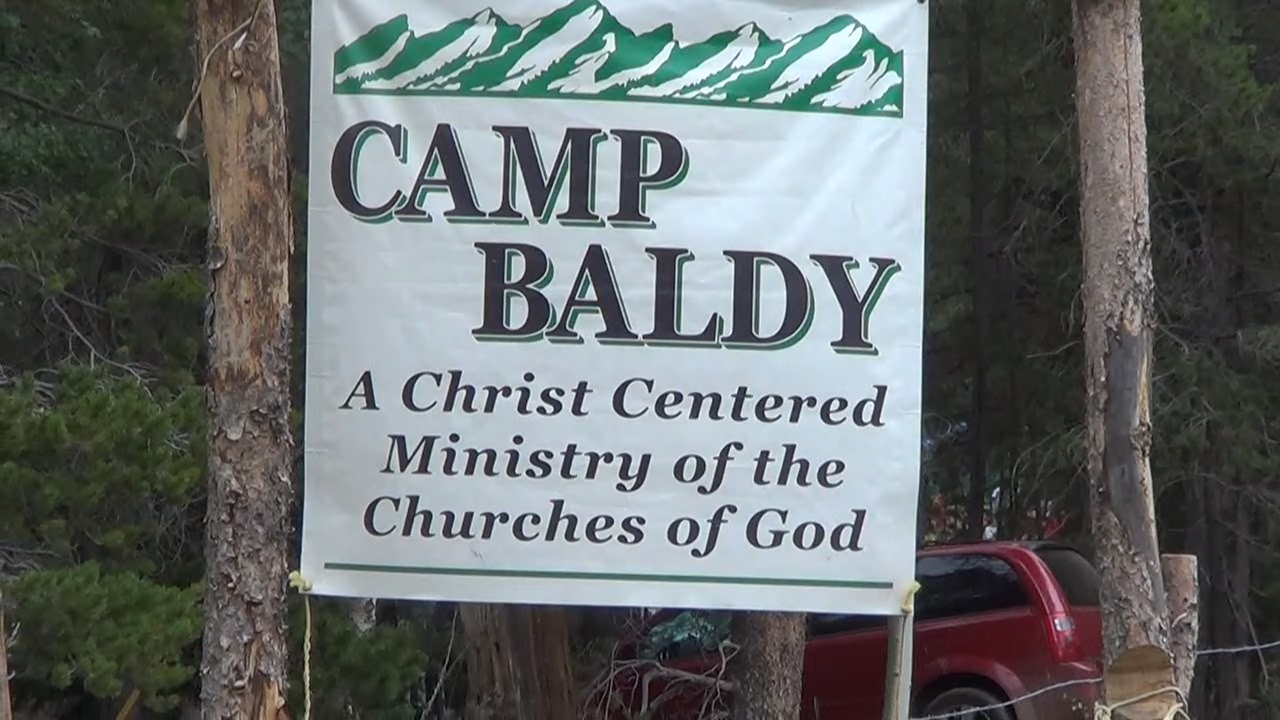 CAMP
BALDY
A Christ Centered
Ministry of the
Churches of God